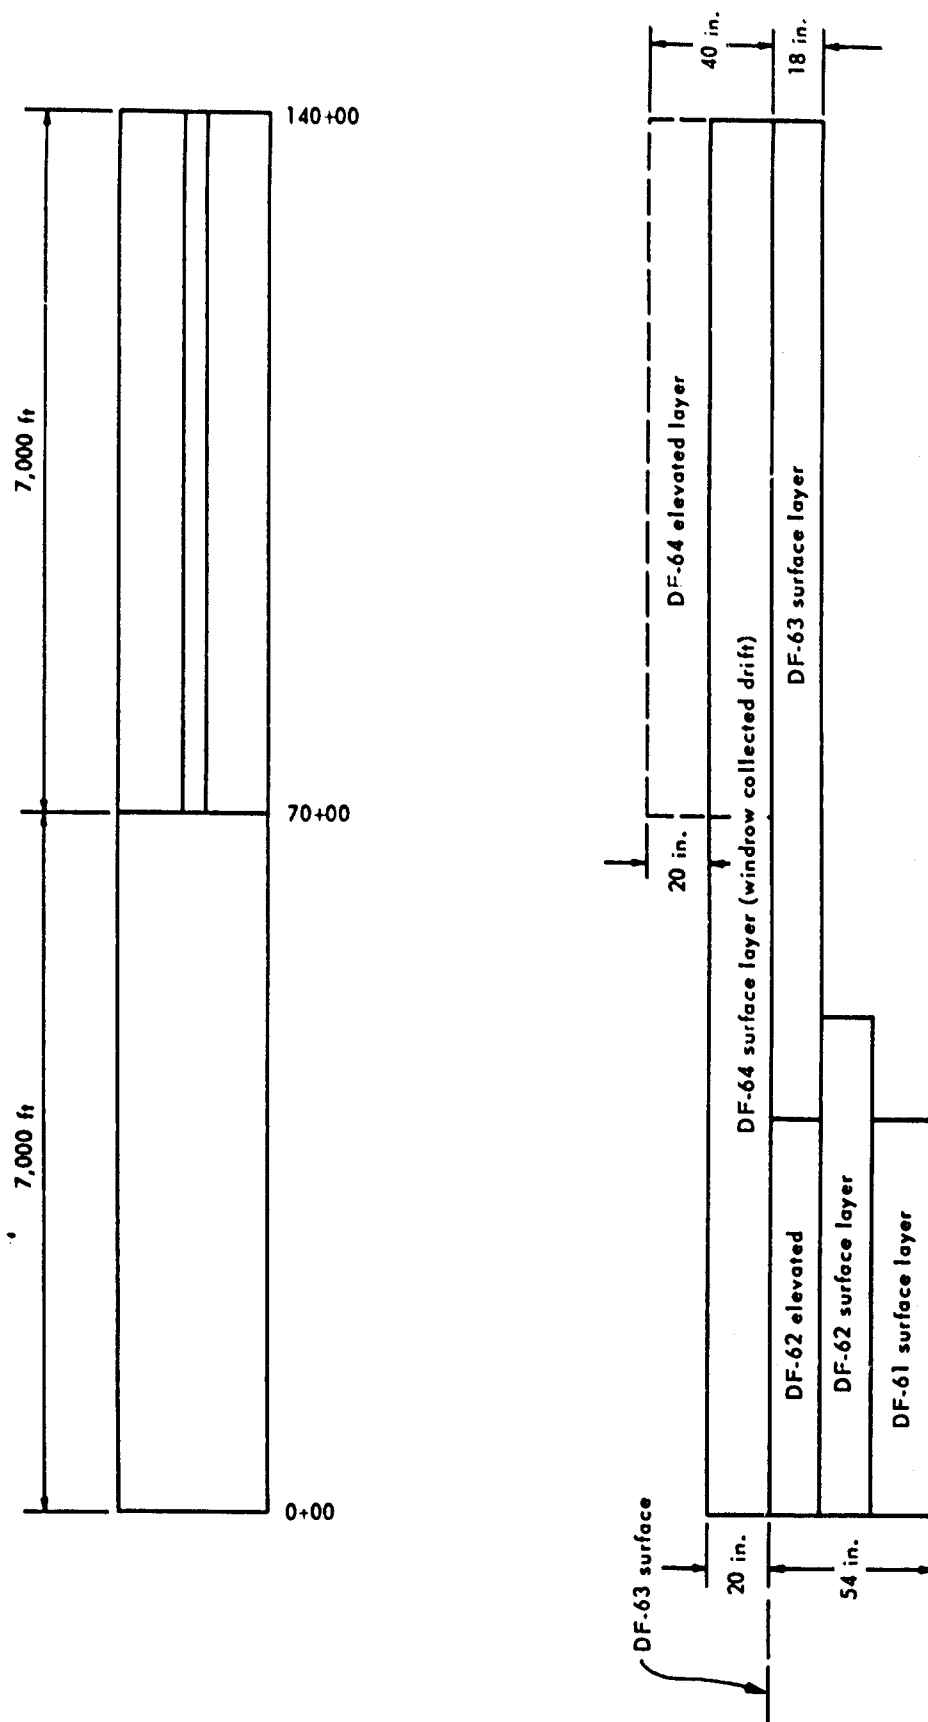 7,000 ft
7,000 ft
0+00
70+00
140+00
40 in.
18 in.
DF-64 elevated layer
20 in.
DF-64 surface layer (windrow collected drift)
DF-63 surface layer
DF-62 elevated
DF-62 surface layer
DF-61 surface layer
DF-63 surface
20 in.
54 in.